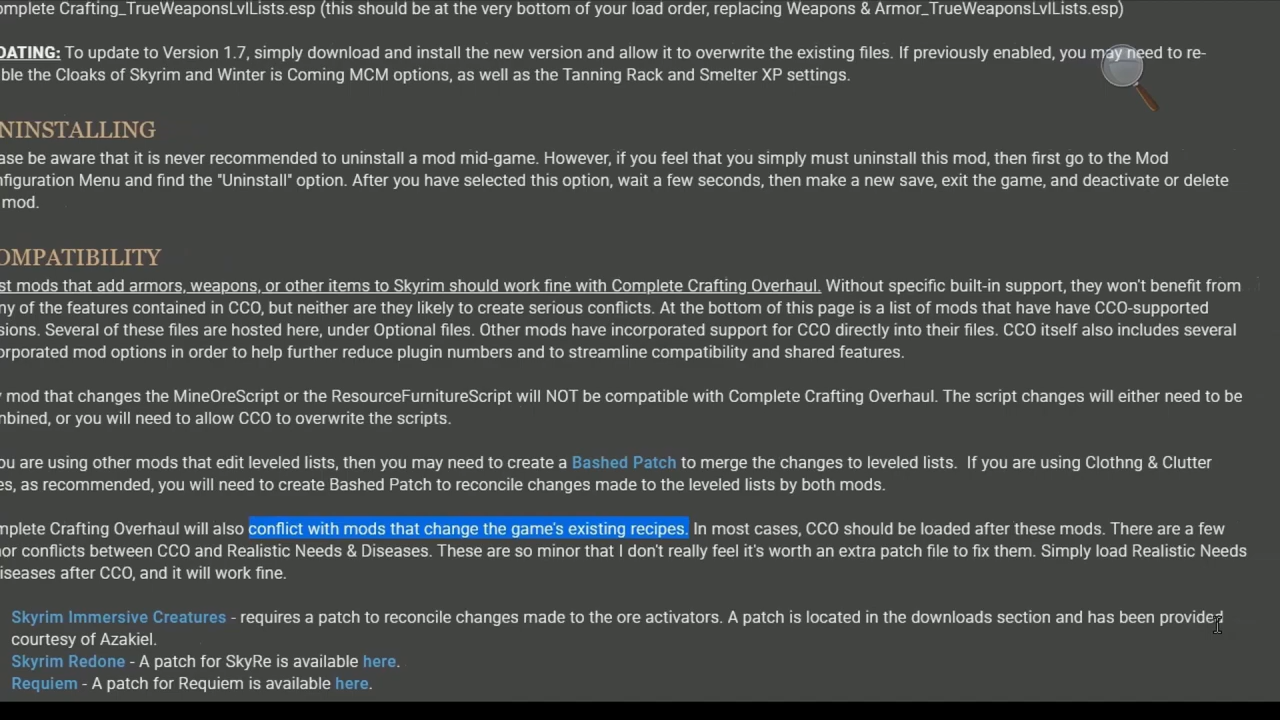 omplete Crafting_TrueWeaponsLvlLists.esp (this should be at the very bottom of your load order, replacing Weapons & Armor_TrueWeaponsLvlLists.esp)
DATING: To update to Version 1.7, simply download and install the new version and allow it to overwrite the existing files. If previously enabled, you may need to re-
ble the Cloaks of Skyrim and Winter is Coming MCM options, as well as the Tanning Rack and Smelter XP settings.
NINSTALLING
ase be aware that it is never recommended to uninstall a mod mid-game. However, if you feel that you simply must uninstall this mod, then first go to the Mod
nfiguration Menu and find the "Uninstall" option. After you have selected this option, wait a few seconds, then make a new save, exit the game, and deactivate or delete
mod.
OMPATIBILITY
st mods that add armors, weapons, or other items to Skyrim should work fine with Complete Crafting Overhaul. Without specific built-in support, they won't benefit from
ny of the features contained in CCO, but neither are they likely to create serious conflicts. At the bottom of this page is a list of mods that have have CCO-supported
sions. Several of these files are hosted here, under Optional files. Other mods have incorporated support for CCO directly into their files. CCO itself also includes several
orporated mod options in order to help further reduce plugin numbers and to streamline compatibility and shared features.
y mod that changes the MineOreScript or the ResourceFurnitureScript will NOT be compatible with Complete Crafting Overhaul. The script changes will either need to be
mbined, or you will need to allow CCO to overwrite the scripts.
ou are using other mods that edit leveled lists, then you may need to create a Bashed Patch to merge the changes to leveled lists. If you are using Clothng & Clutter
es, as recommended, you will need to create Bashed Patch to reconcile changes made to the leveled lists by both mods.
mplete Crafting Overhaul will also conflict with mods that change the game's existing recipes. In most cases, CCO should be loaded after these mods. There are a few
nor conflicts between CCO and Realistic Needs & Diseases. These are so minor that I don't really feel it's worth an extra patch file to fix them. Simply load Realistic Needs
iseases after CCO, and it will work fine.
Skyrim Immersive Creatures - requires a patch to reconcile changes made to the ore activators. A patch is located in the downloads section and has been provided
courtesy of Azakiel.
Skyrim Redone - A patch for SkyRe is available here.
Requiem - A patch for Requiem is available here.